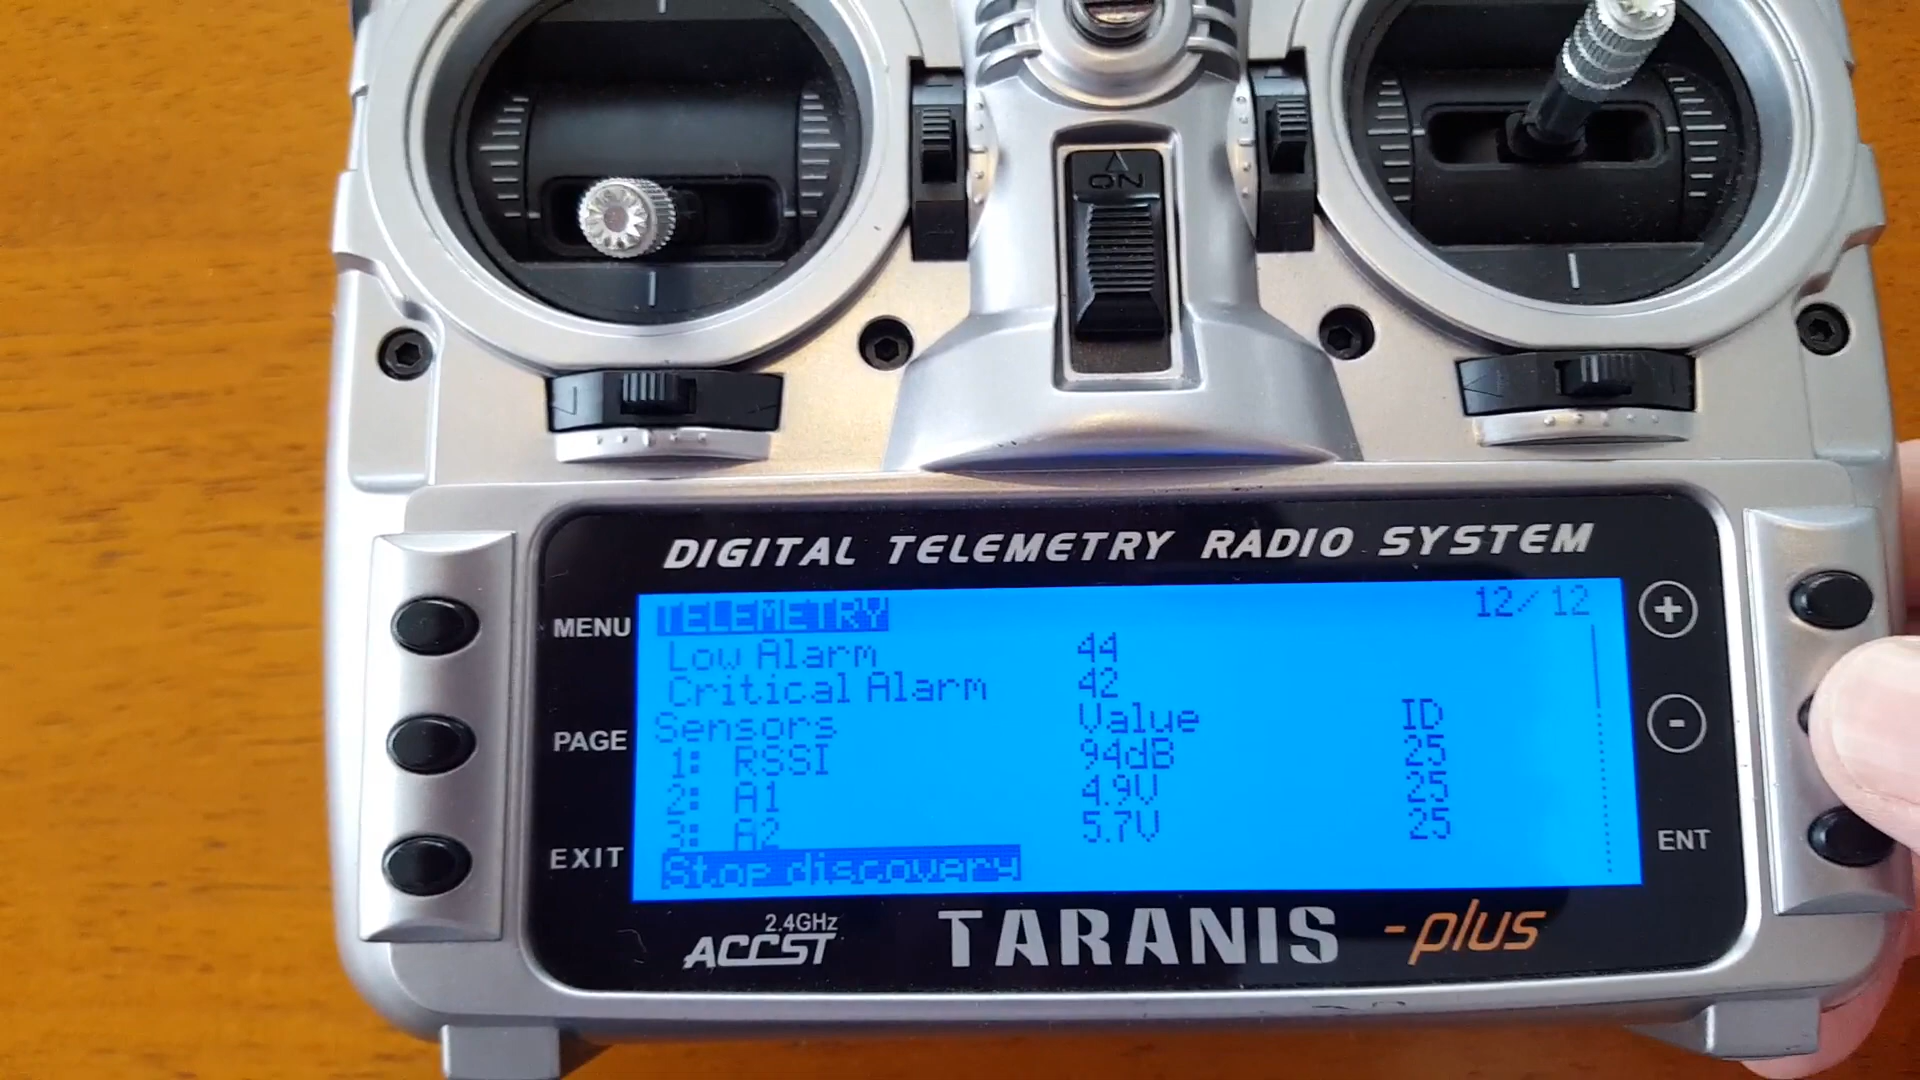 ON
DIGITAL TELEMETRY RADIO SYSTEM
MENU
PAGE
EXIT
TELEMETRY 12/12
Low Alarm 44
Critical Alarm 42
Sensors Value ID
1: RSSI 94dB 25
2: A1 4.9V 25
3: A2 5.7V 25
Stop discovery
+
-
ENT
2.4GHz
ACCST
TARANIS -plus